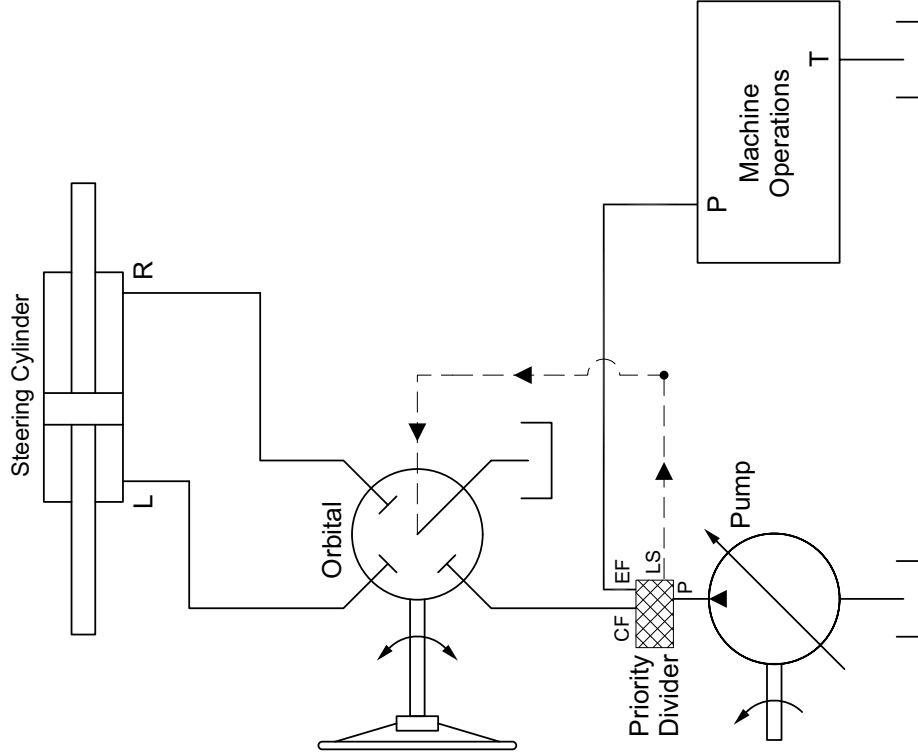 Steering Cylinder
L
R
Orbital
Machine
Operations
P
T
CF
EF
LS
P
Priority
Divider
Pump